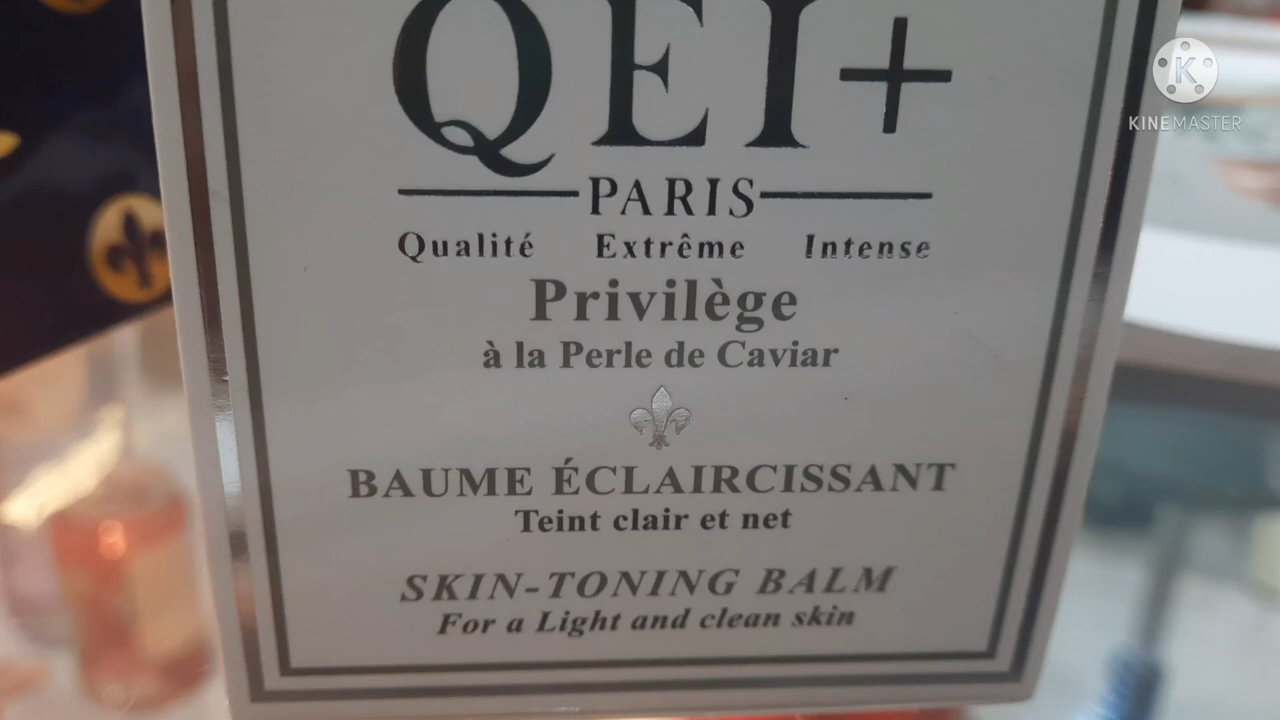 QEI+
PARIS
Qualité Extrême Intense
Privilège
à la Perle de Caviar
BAUME ÉCLAIRCISSANT
Teint clair et net
SKIN-TONING BALM
For a Light and clean skin
K
KINEMASTER